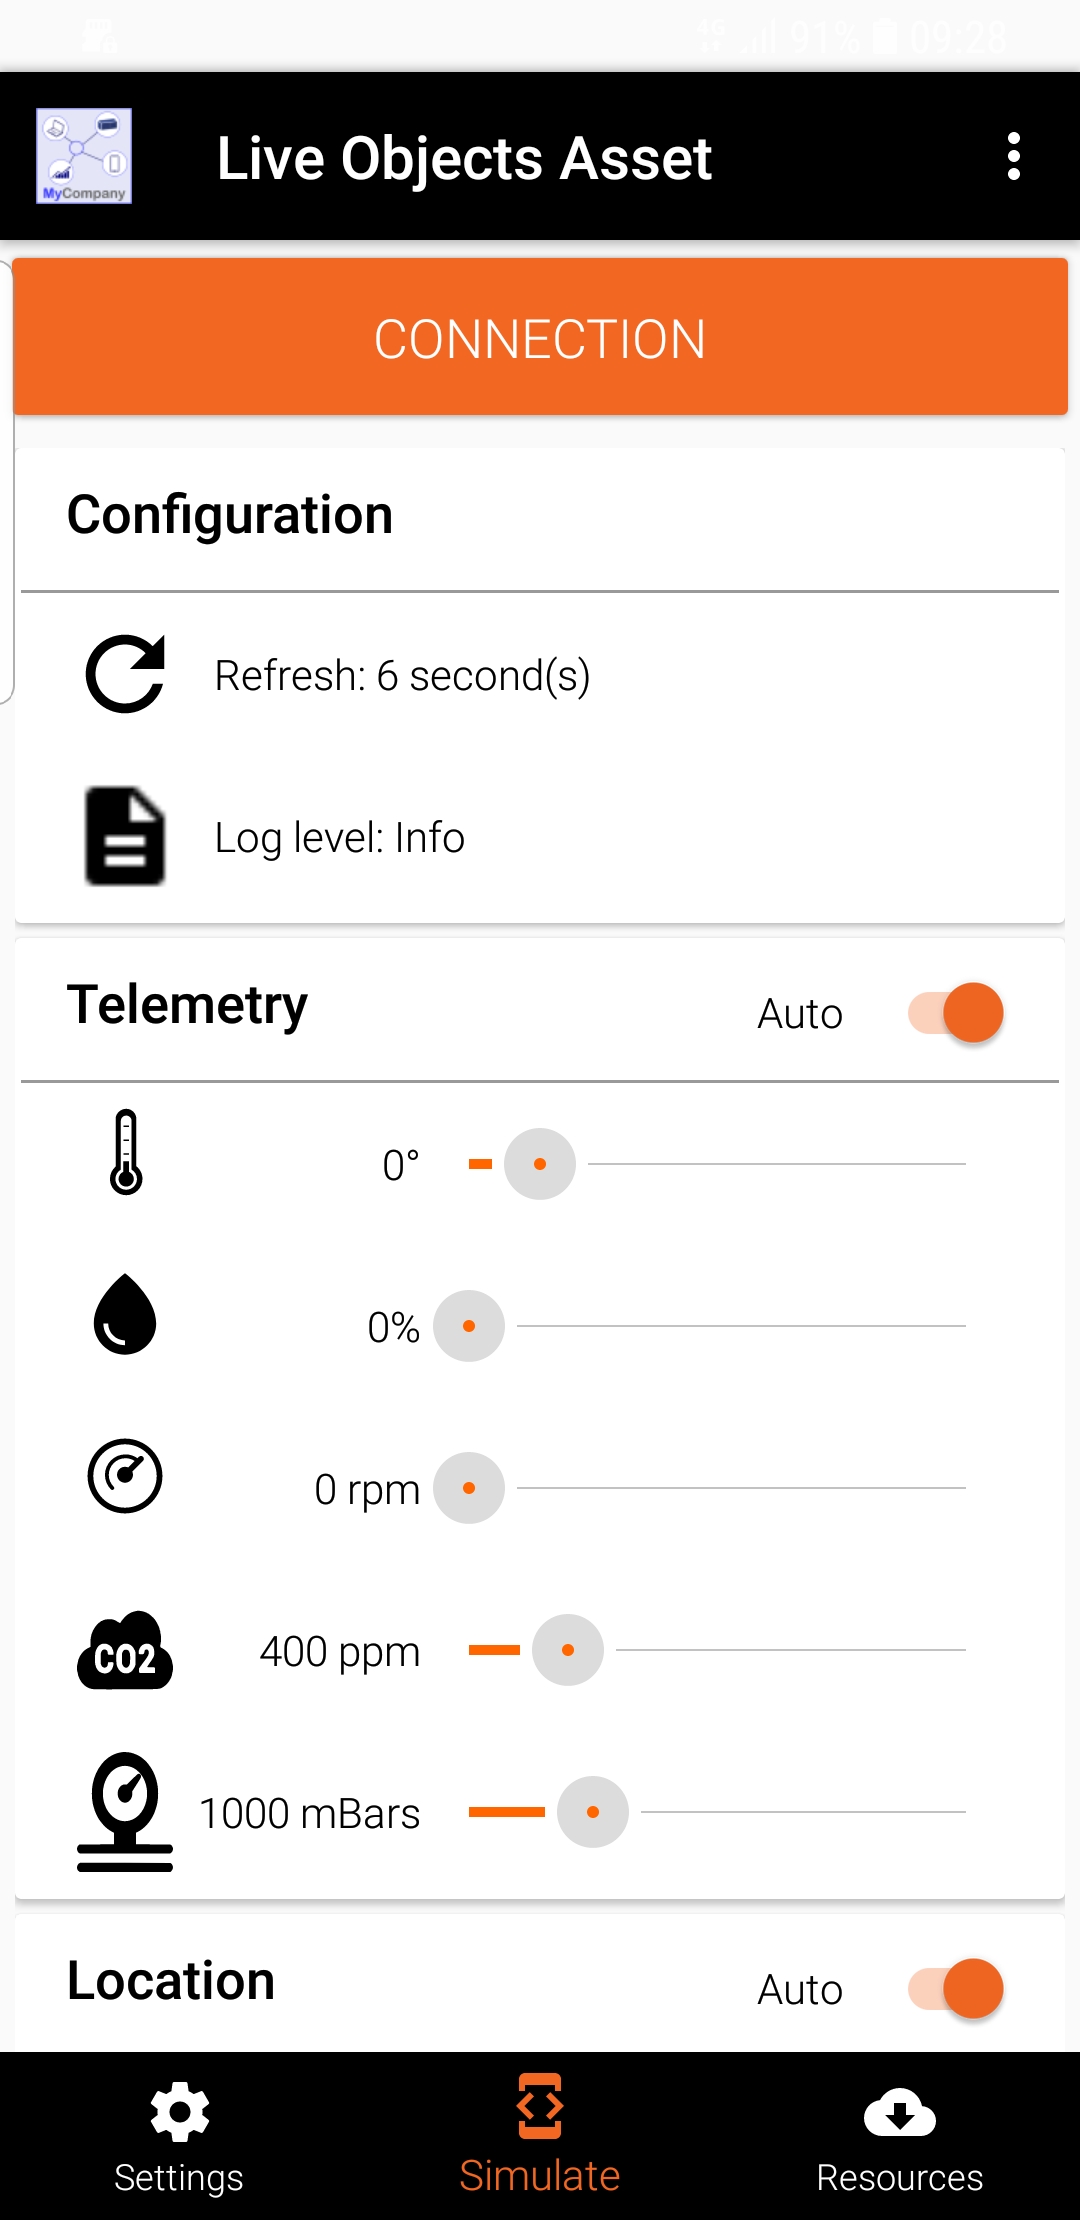 4G 91% 09:28
MyCompany
Live Objects Asset
CONNECTION
Configuration
Refresh: 6 second(s)
Log level: Info
Telemetry Auto
0°
0%
0 rpm
CO2 400 ppm
1000 mBars
Location Auto
Settings Simulate Resources